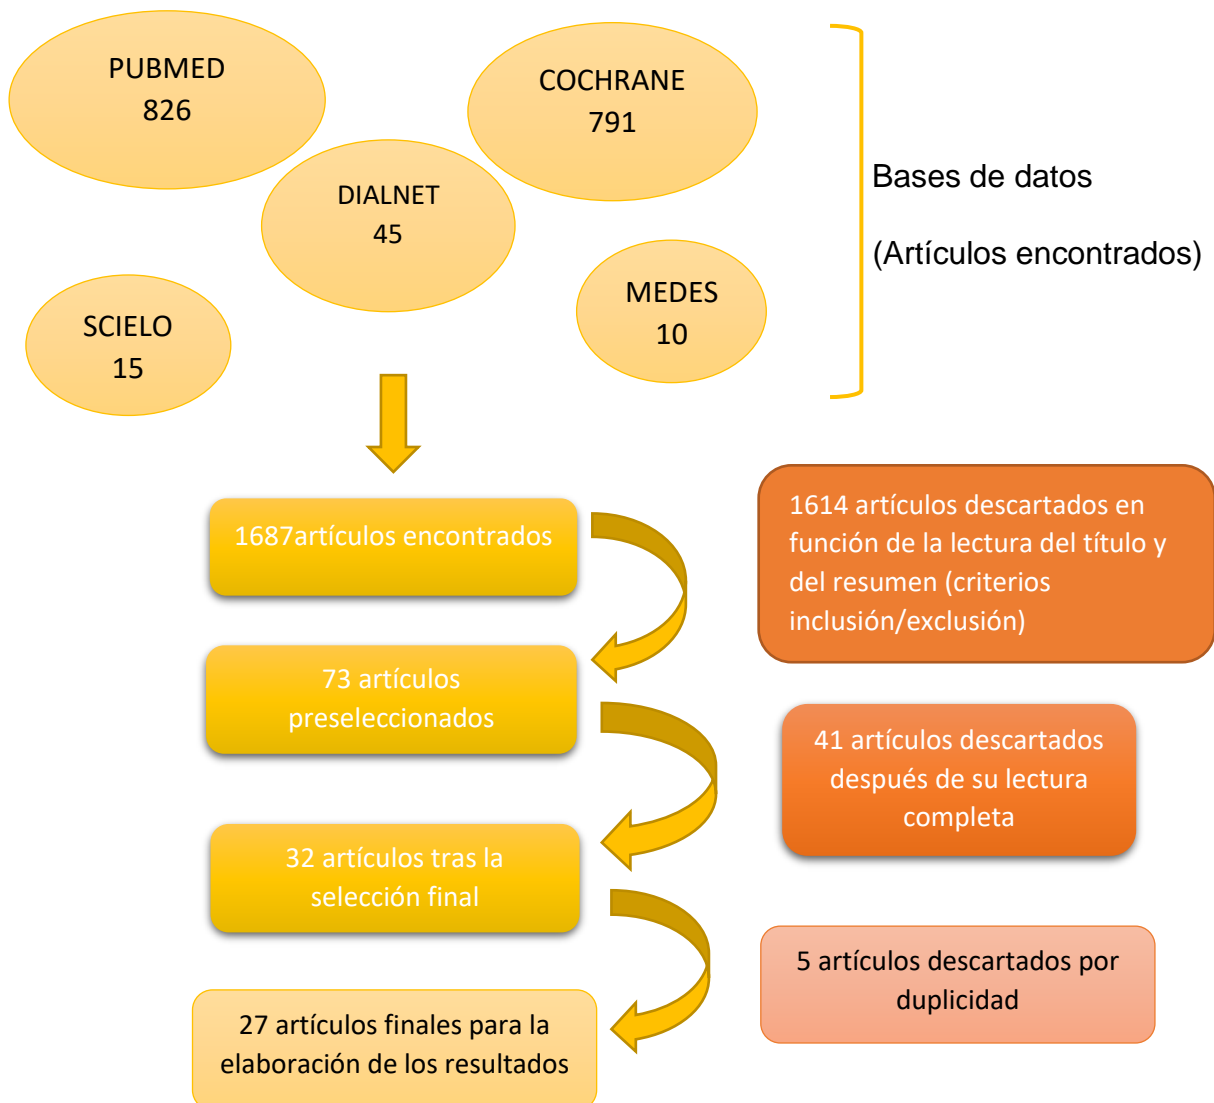 PUBMED
826
COCHRANE
791
DIALNET
45
Bases de datos
(Artículos encontrados)
MEDES
10
SCIELO
15
1687artículos encontrados
1614 artículos descartados en
función de la lectura del título y
del resumen (criterios
inclusión/exclusión)
73 artículos
preseleccionados
41 artículos descartados
después de su lectura
completa
32 artículos tras la
selección final
5 artículos descartados por
duplicidad
27 artículos finales para la
elaboración de los resultados